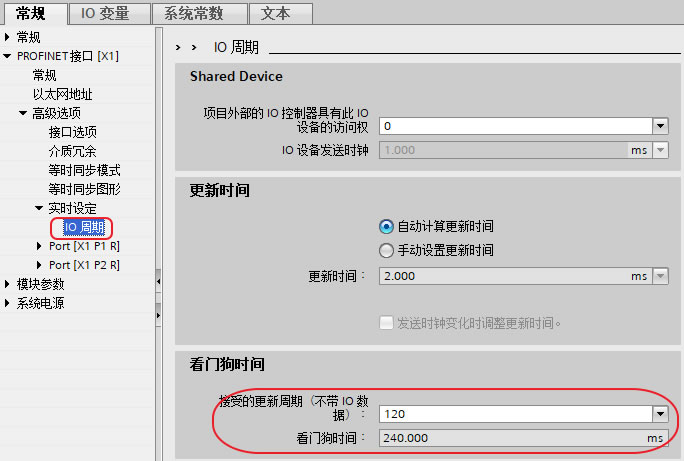 常规
IO 变量
系统常数
文本
常规
PROFINET接口 [X1]
常规
以太网地址
高级选项
接口选项
介质冗余
等时同步模式
等时同步图形
实时设定
IO 周期
Port [X1 P1 R]
Port [X1 P2 R]
模块参数
系统电源
> > IO 周期
Shared Device
项目外部的 IO 控制器具有此 IO
设备的访问权
0
IO 设备发送时钟
1.000
ms
更新时间
自动计算更新时间
手动设置更新时间
更新时间：
2.000
ms
发送时钟变化时调整更新时间。
看门狗时间
接受的更新周期（不带 IO 数
据）：
120
看门狗时间：
240.000
ms